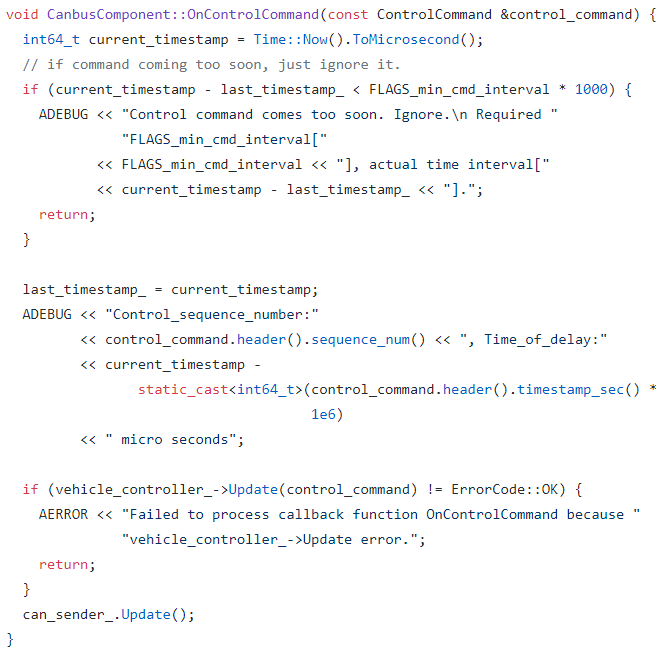 void CanbusComponent::OnControlCommand(const ControlCommand &control_command) {
  int64_t current_timestamp = Time::Now().ToMicrosecond();
  // if command coming too soon, just ignore it.
  if (current_timestamp - last_timestamp_ < FLAGS_min_cmd_interval * 1000) {
    ADEBUG << "Control command comes too soon. Ignore.\n Required "
              "FLAGS_min_cmd_interval["
           << FLAGS_min_cmd_interval << "], actual time interval["
           << current_timestamp - last_timestamp_ << "].";
    return;
  }

  last_timestamp_ = current_timestamp;
  ADEBUG << "Control_sequence_number:"
         << control_command.header().sequence_num() << ", Time_of_delay:"
         << current_timestamp -
                static_cast<int64_t>(control_command.header().timestamp_sec() *
                                     1e6)
         << " micro seconds";

  if (vehicle_controller_->Update(control_command) != ErrorCode::OK) {
    AERROR << "Failed to process callback function OnControlCommand because "
              "vehicle_controller_->Update error.";
    return;
  }
  can_sender_.Update();
}